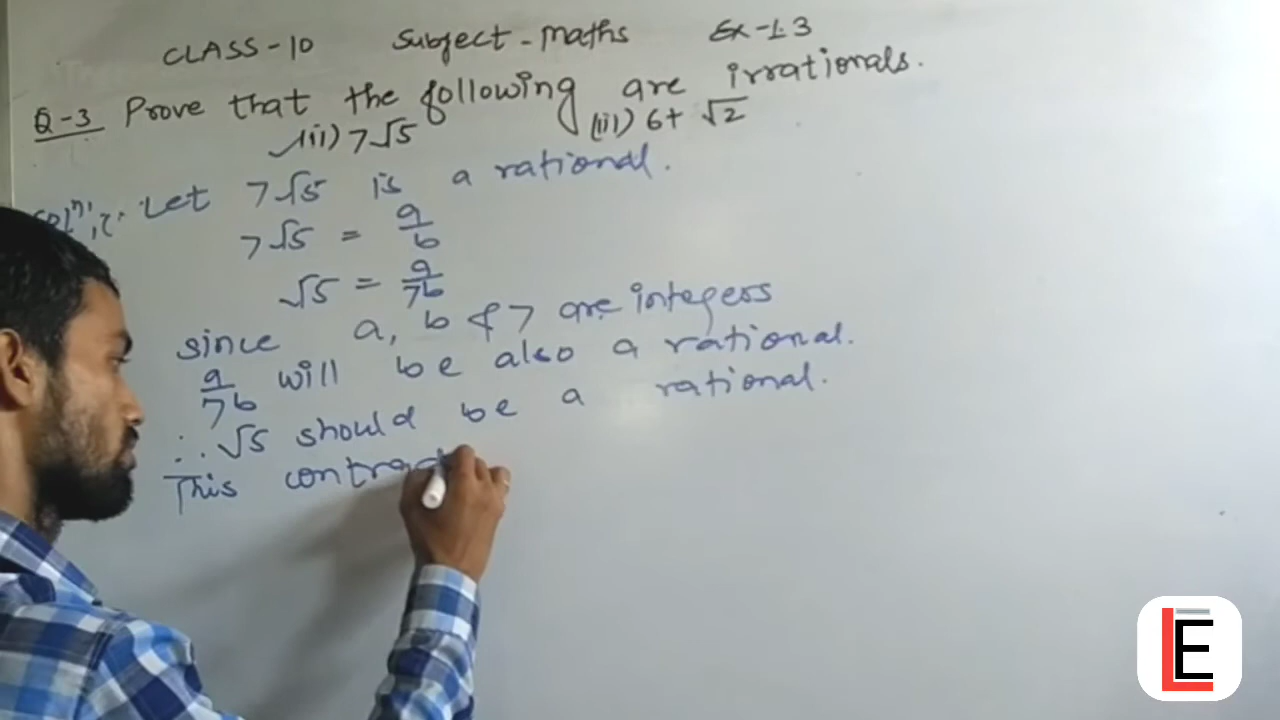 CLASS-10 Subject-maths Ex-1.3
Q-3 Prove that the following are irrationals.
(ii) 7√5 (iii) 6+√2
Let 7√5 is a rational.
7√5 = a/b
√5 = a/7b
since a, b & 7 are integers
a/7b will be also a rational.
∴ √5 should be a rational.
This contrad
LE